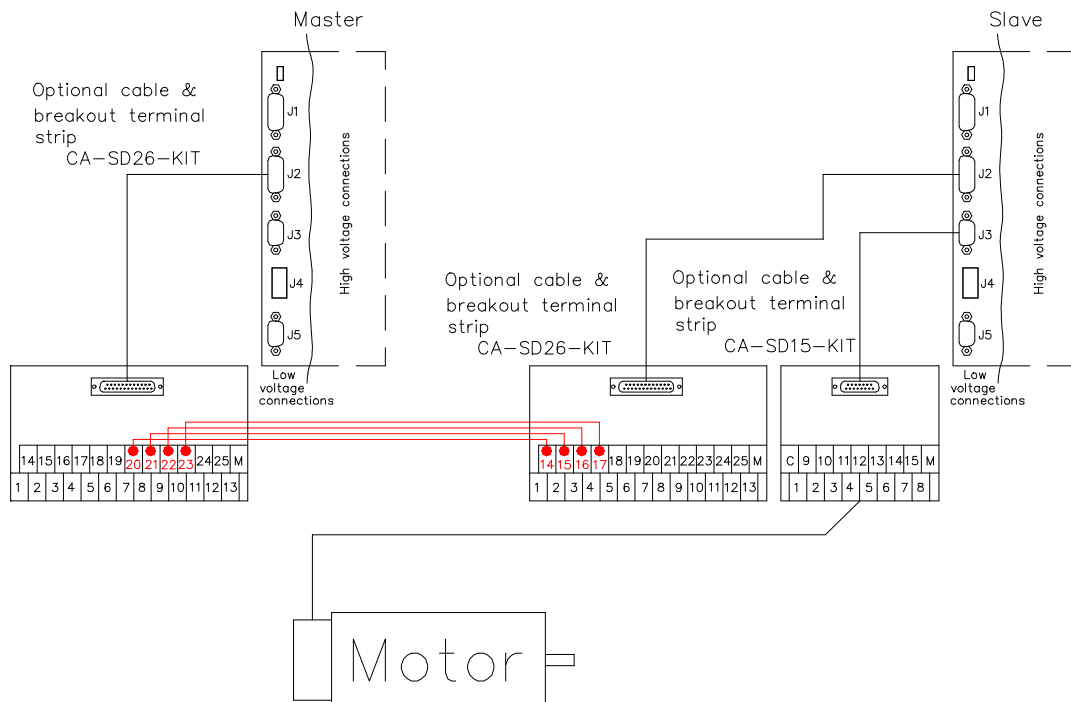 Master
Slave
Optional cable &
breakout terminal
strip
CA-SD26-KIT
J1
J2
J3
J4
J5
High voltage connections
Low
voltage
connections
J1
J2
J3
J4
J5
High voltage connections
Low
voltage
connections
Optional cable &
breakout terminal
strip
CA-SD26-KIT
Optional cable &
breakout terminal
strip
CA-SD15-KIT
14 15 16 17 18 19 20 21 22 23 24 25 M
1 2 3 4 5 6 7 8 9 10 11 12 13
14 15 16 17 18 19 20 21 22 23 24 25 M
1 2 3 4 5 6 7 8 9 10 11 12 13
C 9 10 11 12 13 14 15 M
1 2 3 4 5 6 7 8
Motor